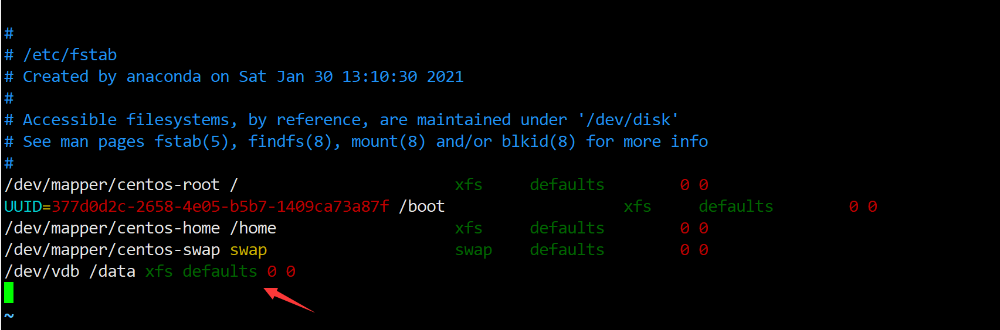 #
# /etc/fstab
# Created by anaconda on Sat Jan 30 13:10:30 2021
#
# Accessible filesystems, by reference, are maintained under '/dev/disk'
# See man pages fstab(5), findfs(8), mount(8) and/or blkid(8) for more info
#
/dev/mapper/centos-root / xfs defaults 0 0
UUID=377d0d2c-2658-4e05-b5b7-1409ca73a87f /boot xfs defaults 0 0
/dev/mapper/centos-home /home xfs defaults 0 0
/dev/mapper/centos-swap swap swap defaults 0 0
/dev/vdb /data xfs defaults 0 0
~